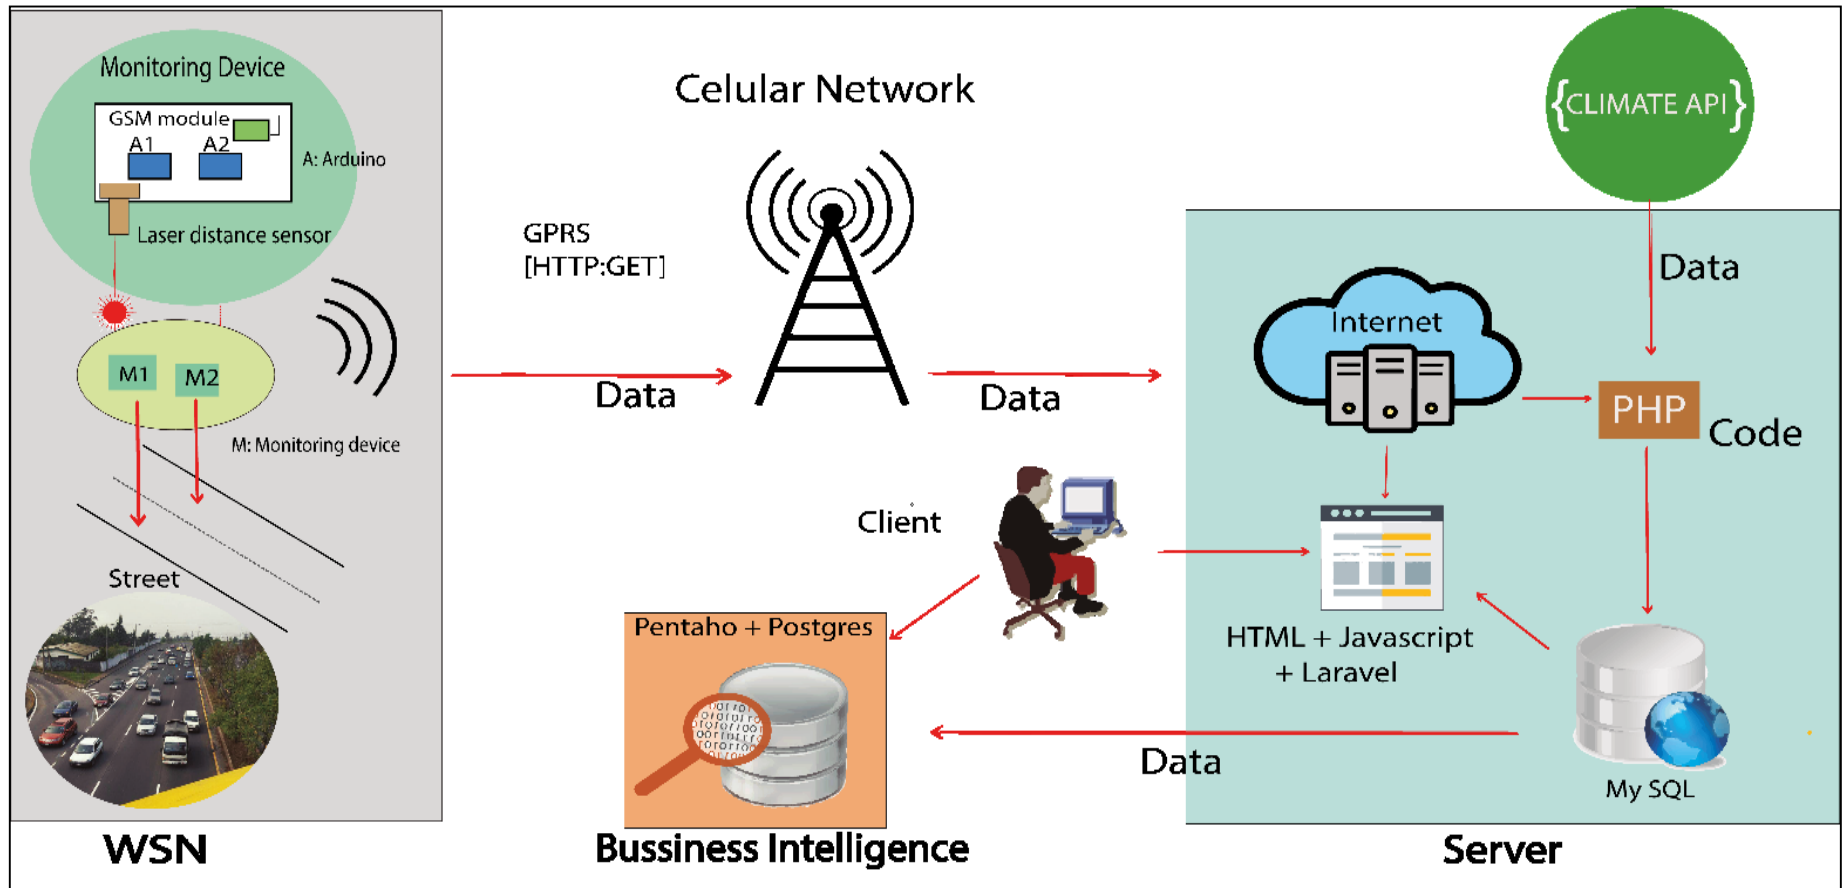 Monitoring Device
GSM module
A1
A2
A: Arduino
Laser distance sensor
M1
M2
M: Monitoring device
Street
WSN
Celular Network
GPRS
[HTTP:GET]
Data
Data
Client
Pentaho + Postgres
Bussiness Intelligence
{CLIMATE API}
Data
Internet
PHP
Code
HTML + Javascript
+ Laravel
My SQL
Data
Server